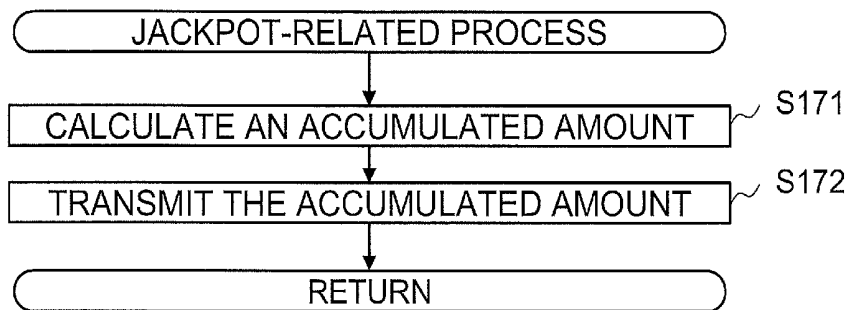 JACKPOT-RELATED PROCESS
CALCULATE AN ACCUMULATED AMOUNT
S171
TRANSMIT THE ACCUMULATED AMOUNT
S172
RETURN